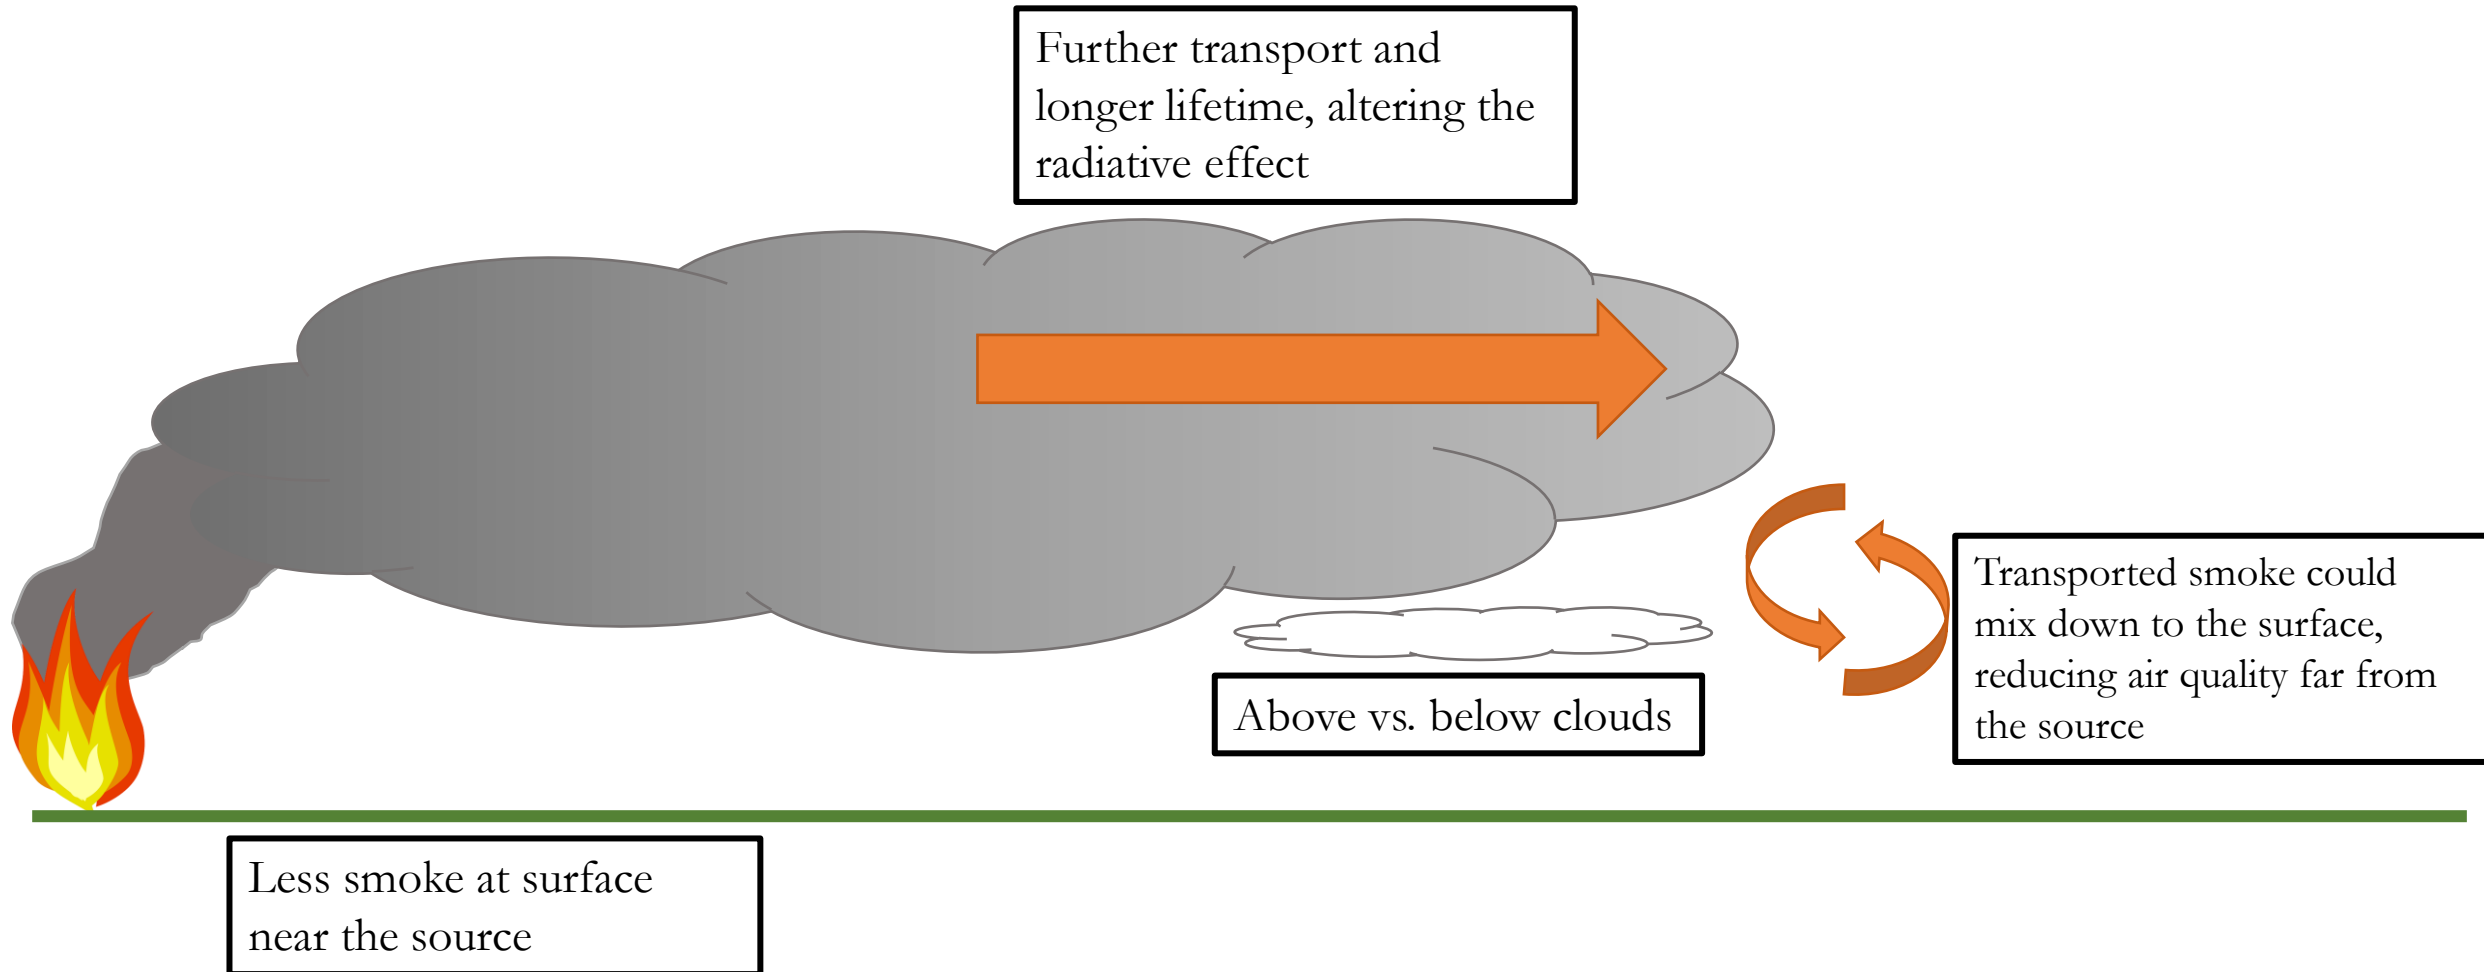 Further transport and
longer lifetime, altering the
radiative effect
Transported smoke could
mix down to the surface,
reducing air quality far from
the source
Above vs. below clouds
Less smoke at surface
near the source